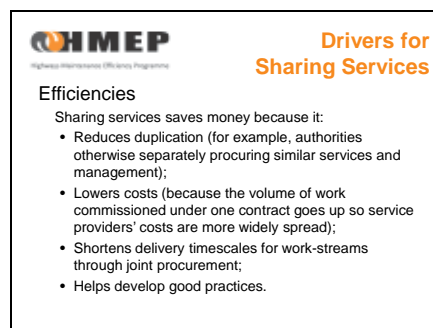 HMEP
Highways Maintenance Efficiency Programme
Drivers for
Sharing Services
Efficiencies
Sharing services saves money because it:
• Reduces duplication (for example, authorities
otherwise separately procuring similar services and
management);
• Lowers costs (because the volume of work
commissioned under one contract goes up so service
providers' costs are more widely spread);
• Shortens delivery timescales for work-streams
through joint procurement;
• Helps develop good practices.